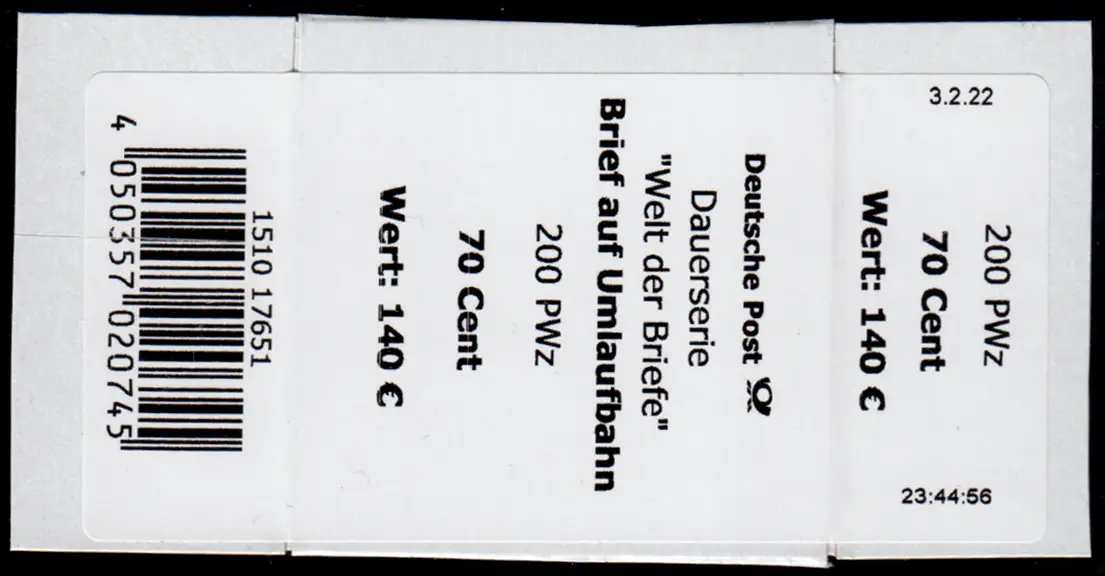 3.2.22
200 PWz
70 Cent
Wert: 140 €
23:44:56
Deutsche Post
Dauerserie
"Welt der Briefe"
Brief auf Umlaufbahn
200 PWz
70 Cent
Wert: 140 €
1510 17651
4 050357 020745